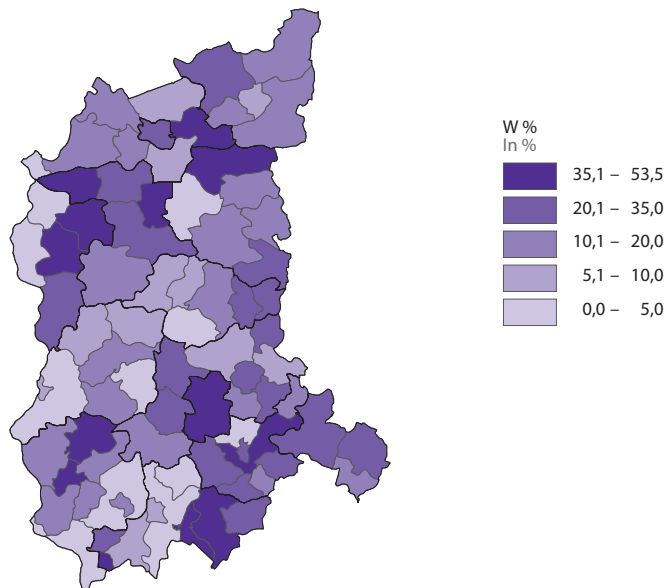 W %
In %
35,1 – 53,5
20,1 – 35,0
10,1 – 20,0
5,1 – 10,0
0,0 – 5,0